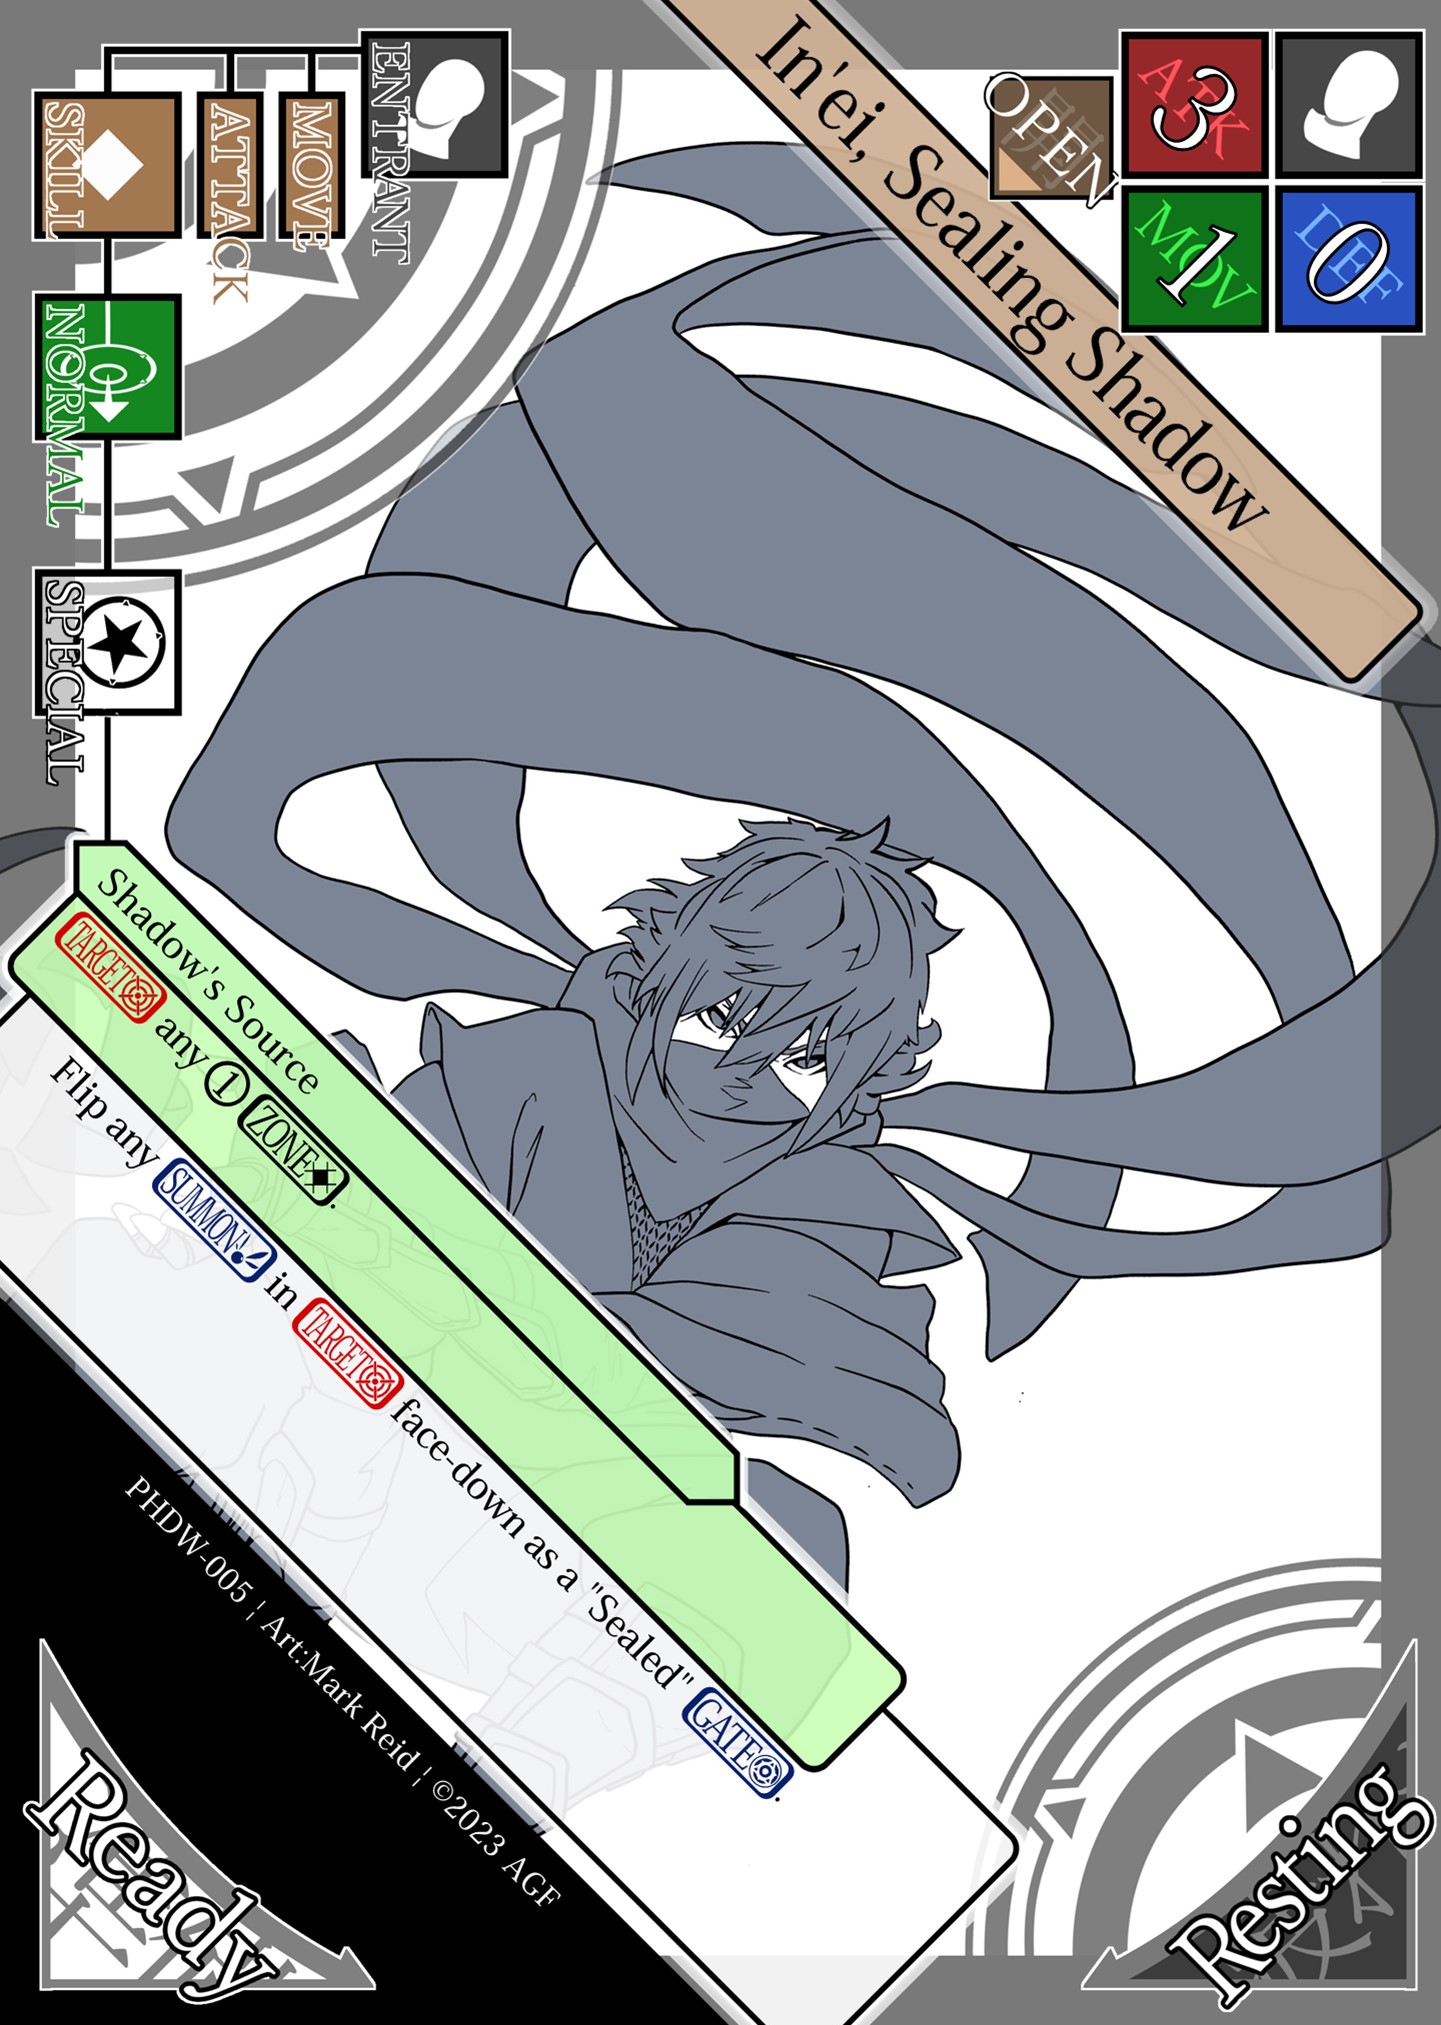 ENTRANT
MOVE
ATTACK
SKILL
NORMAL
SPECIAL
In'ei, Sealing Shadow
OPEN
ATK
3
MOV
1
DEF
0
Shadow's Source
TARGET any 1 ZONE.
Flip any SUMMON in TARGET face-down as a "Sealed" GATE.
PHDW-005 ¦ Art:Mark Reid ¦ ©2023 AGF
Ready
Resting